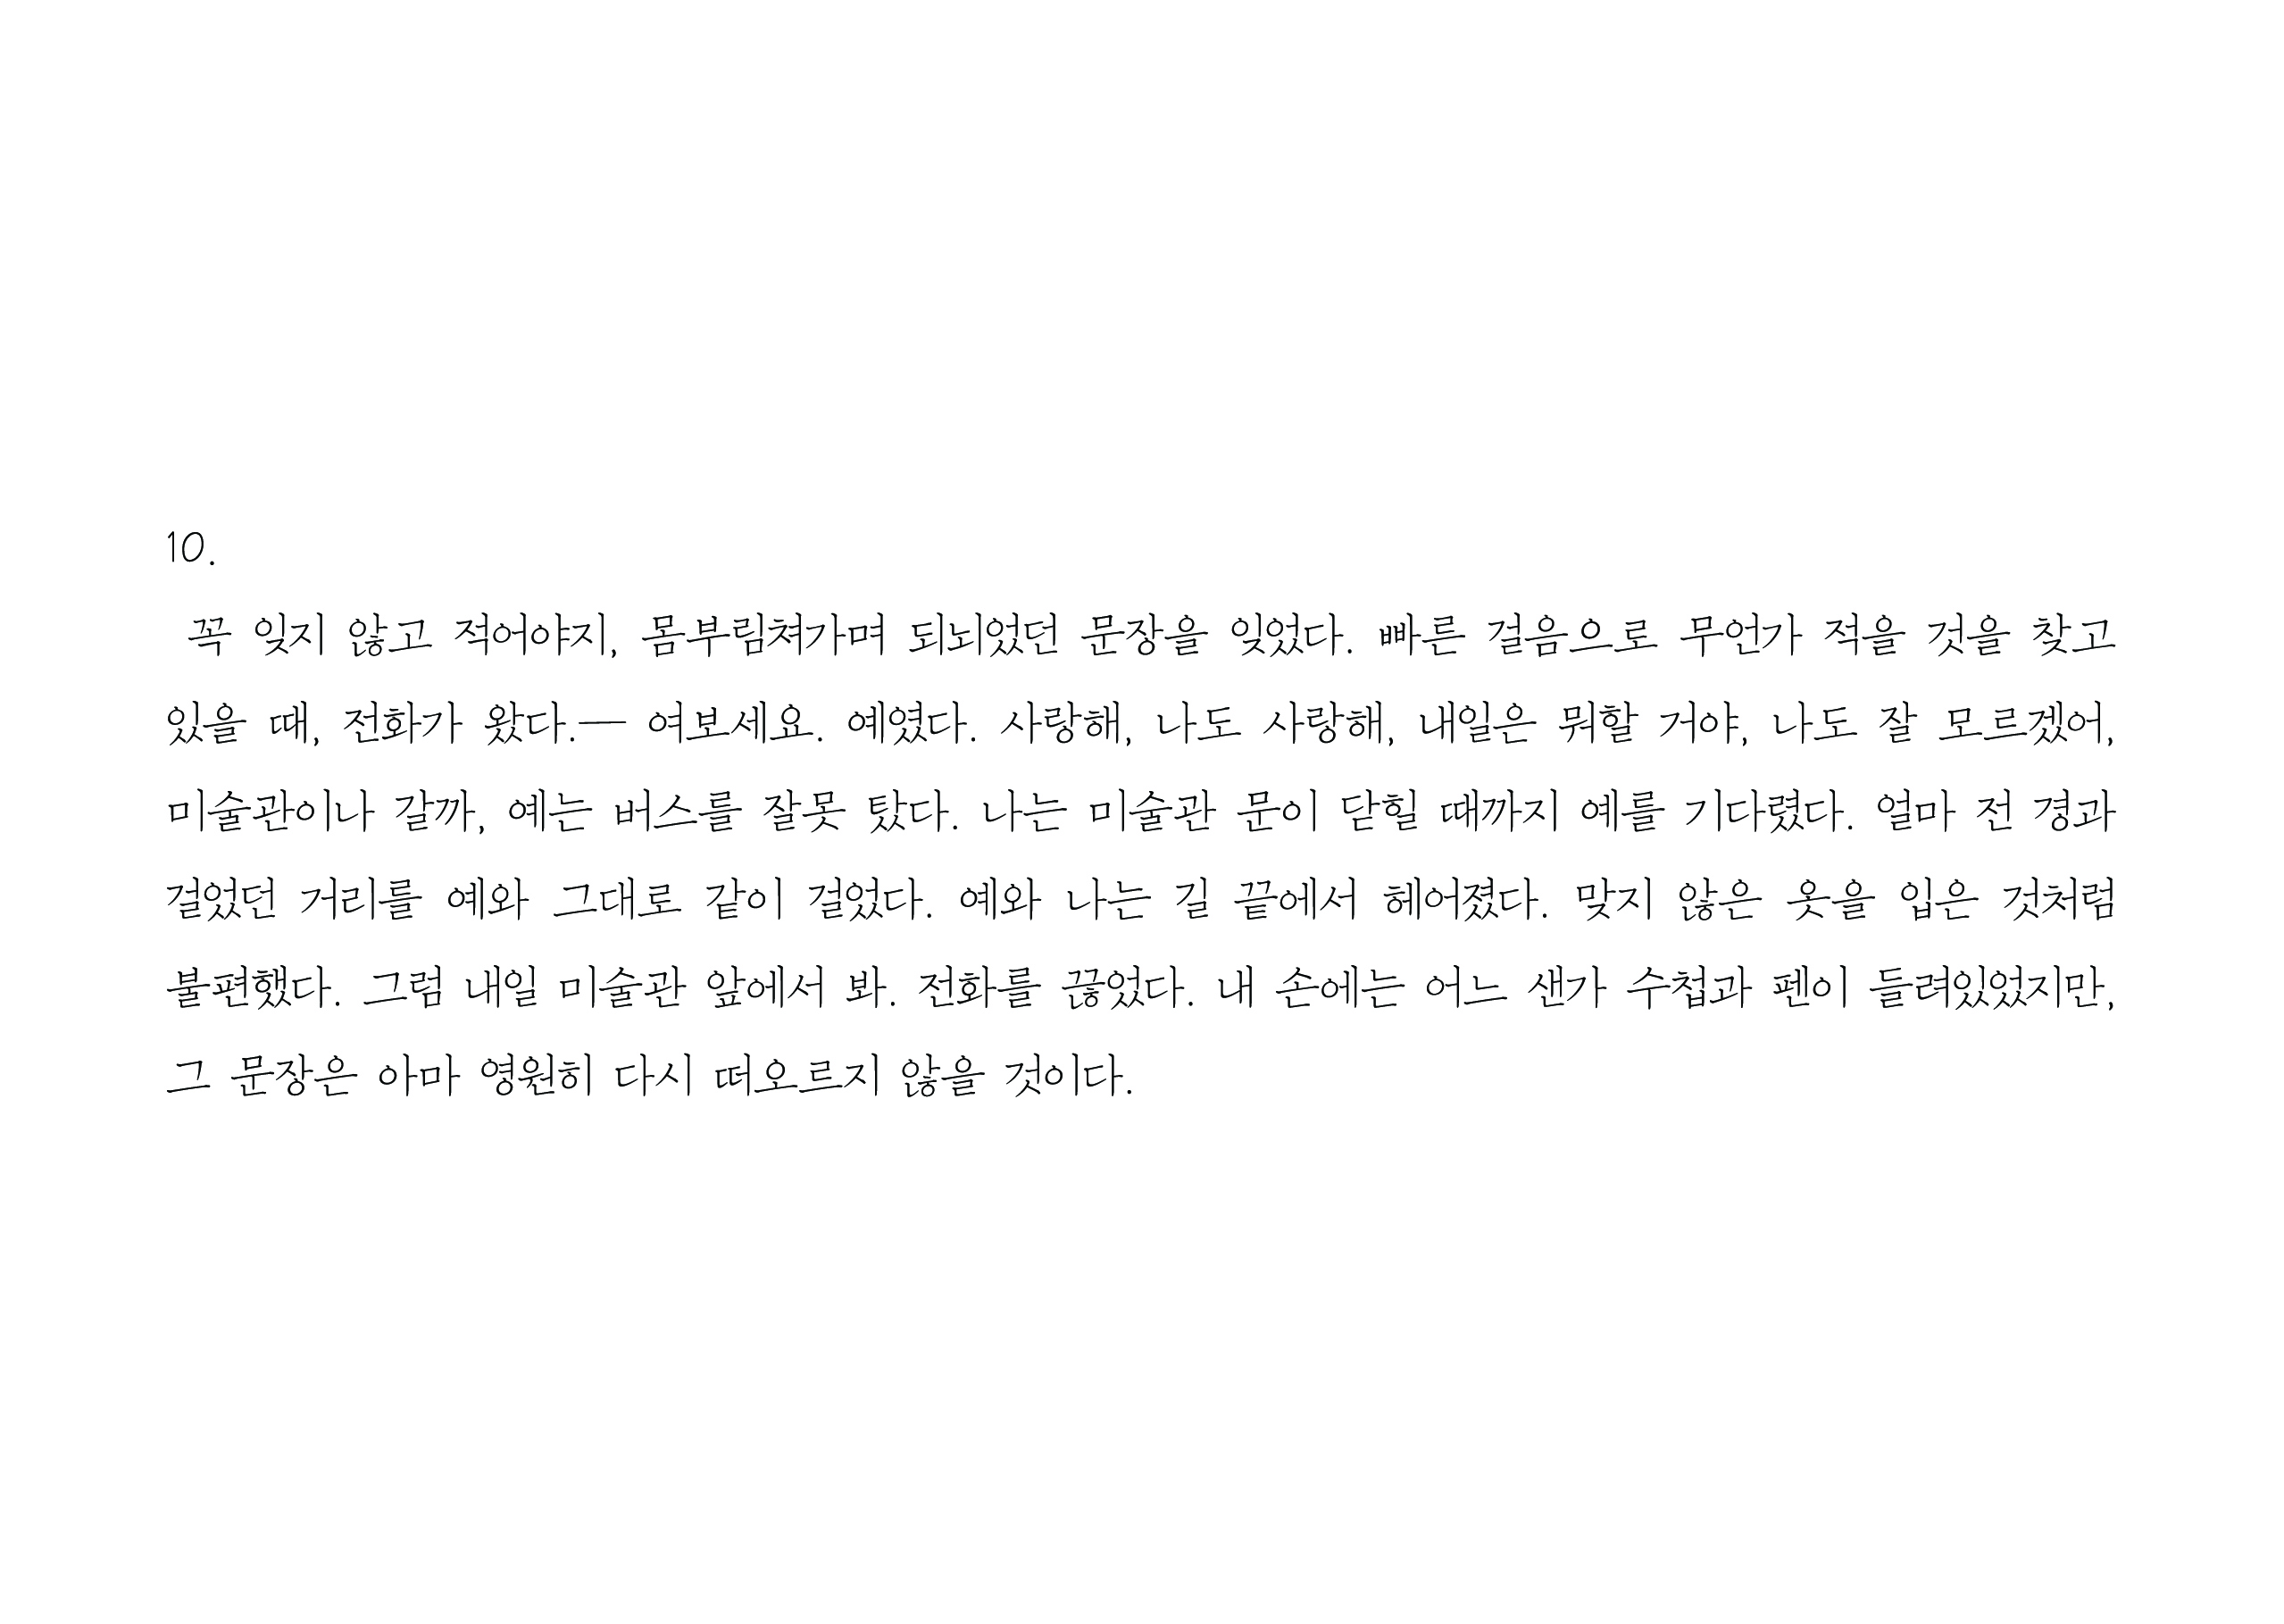 10.
꼭 잊지 않고 적어야지, 몸부림쳐가며 되뇌었던 문장을 잊었다. 빠른 걸음으로 무언가 적을 것을 찾고
있을 때, 전화가 왔다.― 여보세요. 예였다. 사랑해, 나도 사랑해, 내일은 뭐할 거야, 나도 잘 모르겠어,
미술관이나 갈까, 예는 버스를 잘못 탔다. 나는 미술관 문이 닫힐 때까지 예를 기다렸다. 얼마 전 경과
걸었던 거리를 예와 그대로 같이 걸었다. 예와 나는 길 끝에서 헤어졌다. 맞지 않은 옷을 입은 것처럼
불편했다. 그럼 내일 미술관 앞에서 봐. 전화를 끊었다. 내 손에는 어느 샌가 수첩과 펜이 들려있었지만,
그 문장은 아마 영원히 다시 떠오르지 않을 것이다.